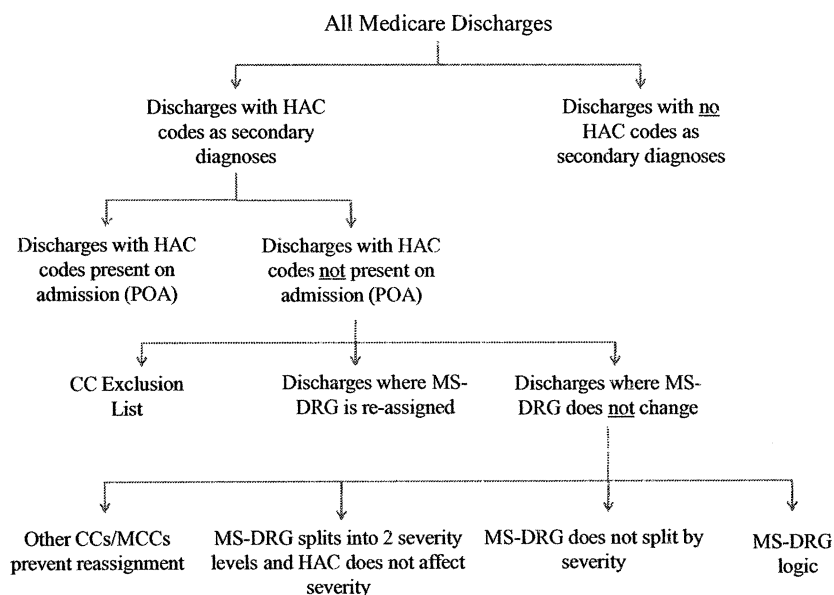 All Medicare Discharges
Discharges with HAC
codes as secondary
diagnoses
Discharges with no
HAC codes as
secondary diagnoses
Discharges with HAC
codes present on
admission (POA)
Discharges with HAC
codes not present on
admission (POA)
CC Exclusion
List
Discharges where MS-
DRG is re-assigned
Discharges where MS-
DRG does not change
Other CCs/MCCs
prevent reassignment
MS-DRG splits into 2 severity
levels and HAC does not affect
severity
MS-DRG does not split by
severity
MS-DRG
logic